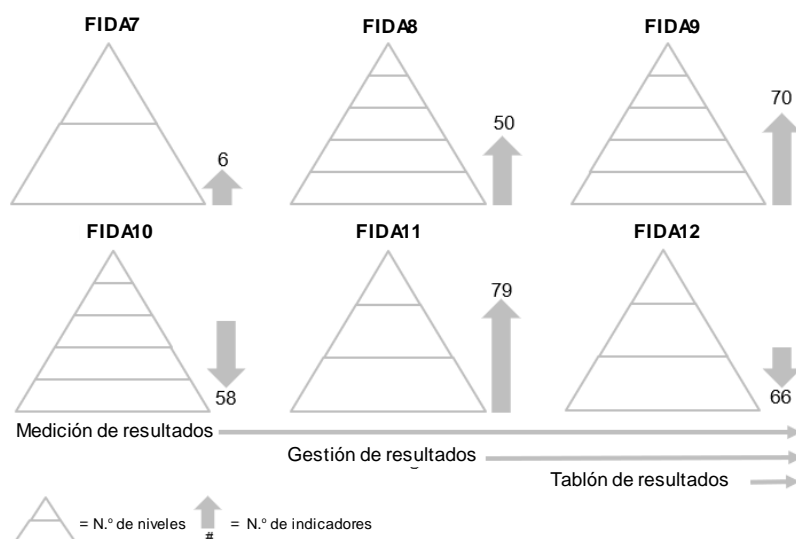 FIDA7 FIDA8 FIDA9
6 50 70
FIDA10 FIDA11 FIDA12
58 79 66
Medición de resultados
Gestión de resultados
Tablón de resultados
= N.º de niveles # = N.º de indicadores